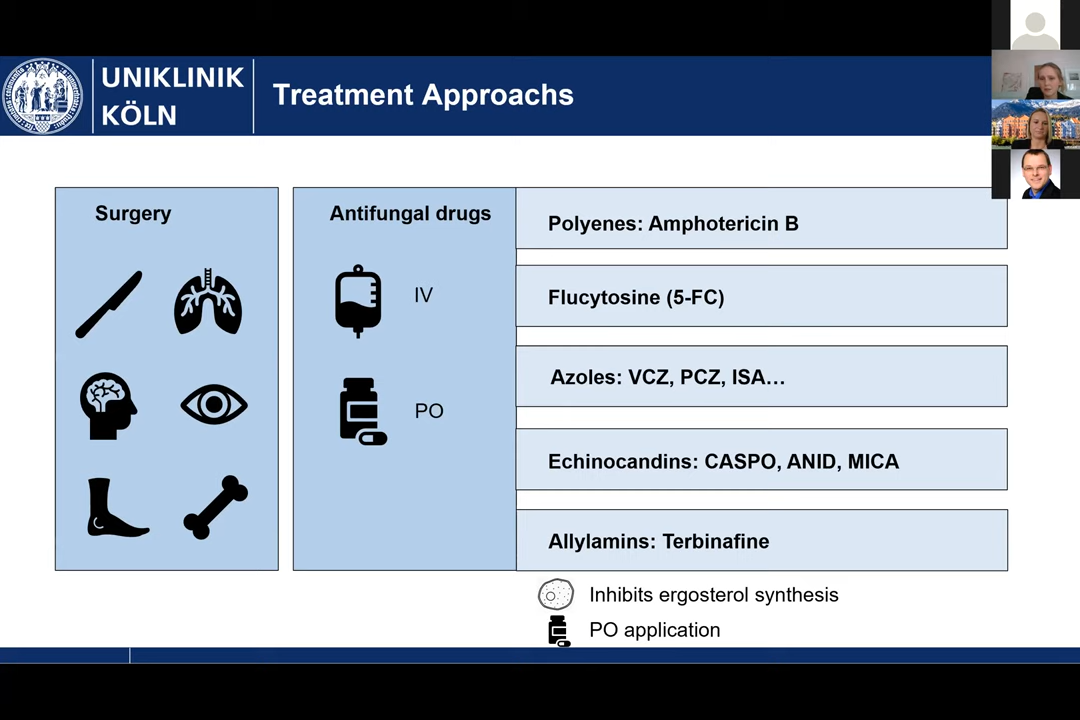 UNIKLINIK
KÖLN
Treatment Approachs
Surgery
Antifungal drugs
IV
PO
Polyenes: Amphotericin B
Flucytosine (5-FC)
Azoles: VCZ, PCZ, ISA…
Echinocandins: CASPO, ANID, MICA
Allylamins: Terbinafine
Inhibits ergosterol synthesis
PO application